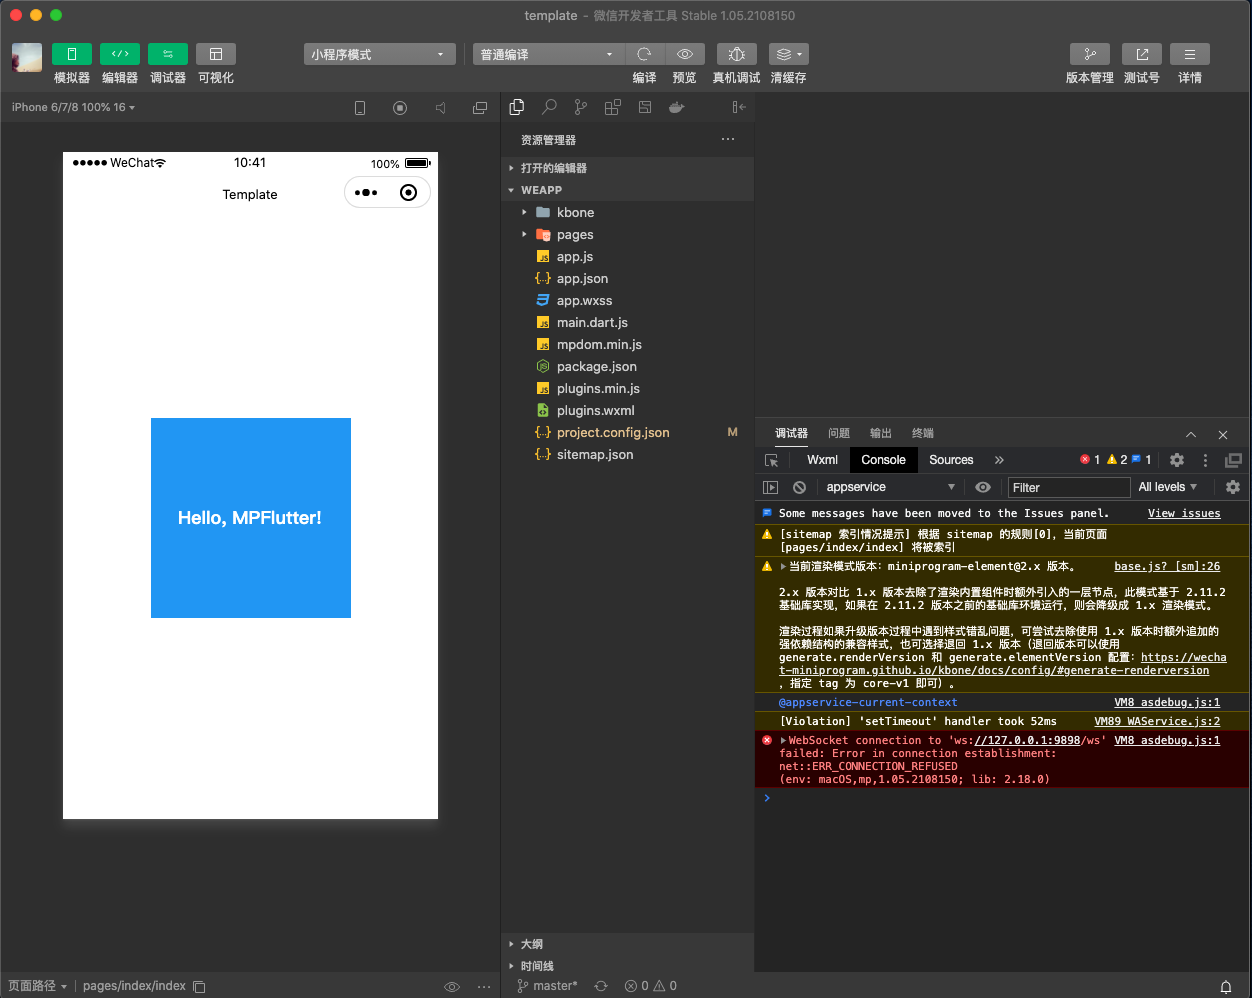 template – 微信开发者工具 Stable 1.05.2108150
模拟器 编辑器 调试器 可视化
小程序模式
普通编译
编译 预览 真机调试 清缓存
版本管理 测试号 详情
iPhone 6/7/8 100% 16
WeChat 10:41 100%
Template
Hello, MPFlutter!
页面路径 pages/index/index
资源管理器
打开的编辑器
WEAPP
kbone
pages
app.js
app.json
app.wxss
main.dart.js
mpdom.min.js
package.json
plugins.min.js
plugins.wxml
project.config.json M
sitemap.json
大纲
时间线
master* 0 0
调试器 问题 输出 终端
Wxml Console Sources » 1 2 1
appservice Filter All levels
Some messages have been moved to the Issues panel. View issues
[sitemap 索引情况提示] 根据 sitemap 的规则[0]，当前页面
[pages/index/index] 将被索引
当前渲染模式版本：miniprogram-element@2.x 版本。 base.js? [sm]:26
2.x 版本对比 1.x 版本去除了渲染内置组件时额外引入的一层节点，此模式基于 2.11.2
基础库实现，如果在 2.11.2 版本之前的基础库环境运行，则会降级成 1.x 渲染模式。
渲染过程如果升级版本过程中遇到样式错乱问题，可尝试去除使用 1.x 版本时额外追加的
强依赖结构的兼容样式，也可选择退回 1.x 版本（退回版本可以使用
generate.renderVersion 和 generate.elementVersion 配置：https://wecha
t-miniprogram.github.io/kbone/docs/config/#generate-renderversion
，指定 tag 为 core-v1 即可）。
@appservice-current-context VM8 asdebug.js:1
[Violation] 'setTimeout' handler took 52ms VM89 WAService.js:2
WebSocket connection to 'ws://127.0.0.1:9898/ws' VM8 asdebug.js:1
failed: Error in connection establishment:
net::ERR_CONNECTION_REFUSED
(env: macOS,mp,1.05.2108150; lib: 2.18.0)